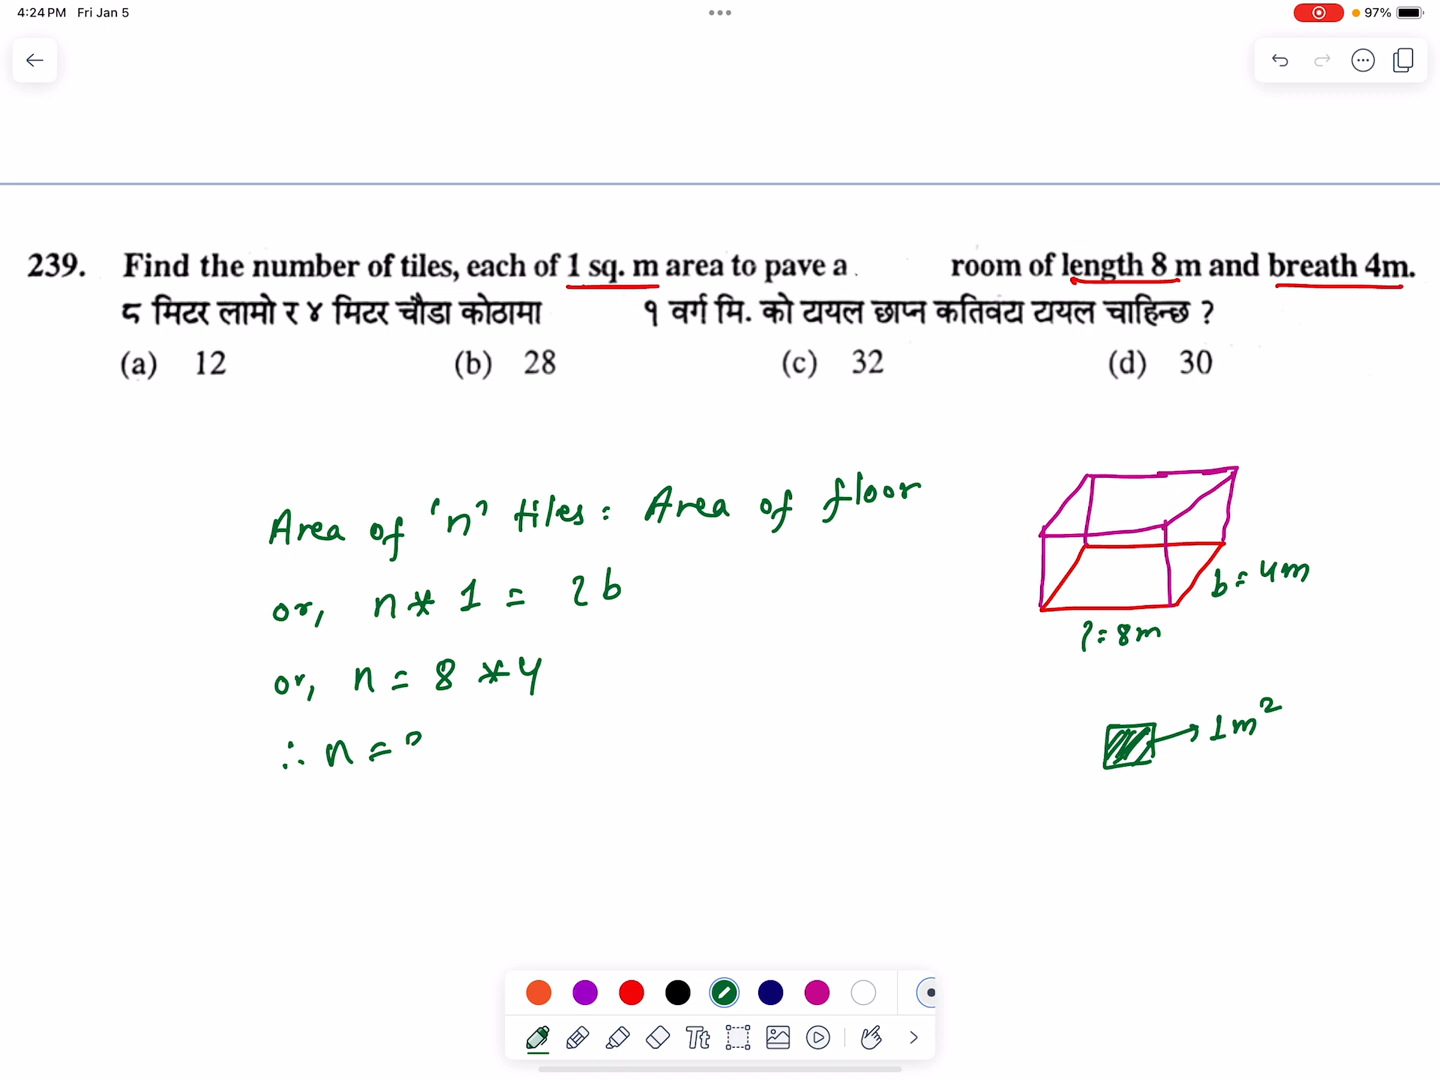 4:24 PM Fri Jan 5
97%
239. Find the number of tiles, each of 1 sq. m area to pave a room of length 8 m and breath 4m.
८ मिटर लामो र ४ मिटर चौडा कोठामा १ वर्ग मि. को टायल छाप्न कतिवटा टायल चाहिन्छ ?
(a) 12 (b) 28 (c) 32 (d) 30
Area of 'n' tiles = Area of floor
or, n * 1 = lb
or, n = 8 * 4
∴ n =
b = 4m
l = 8m
1m²
Tt